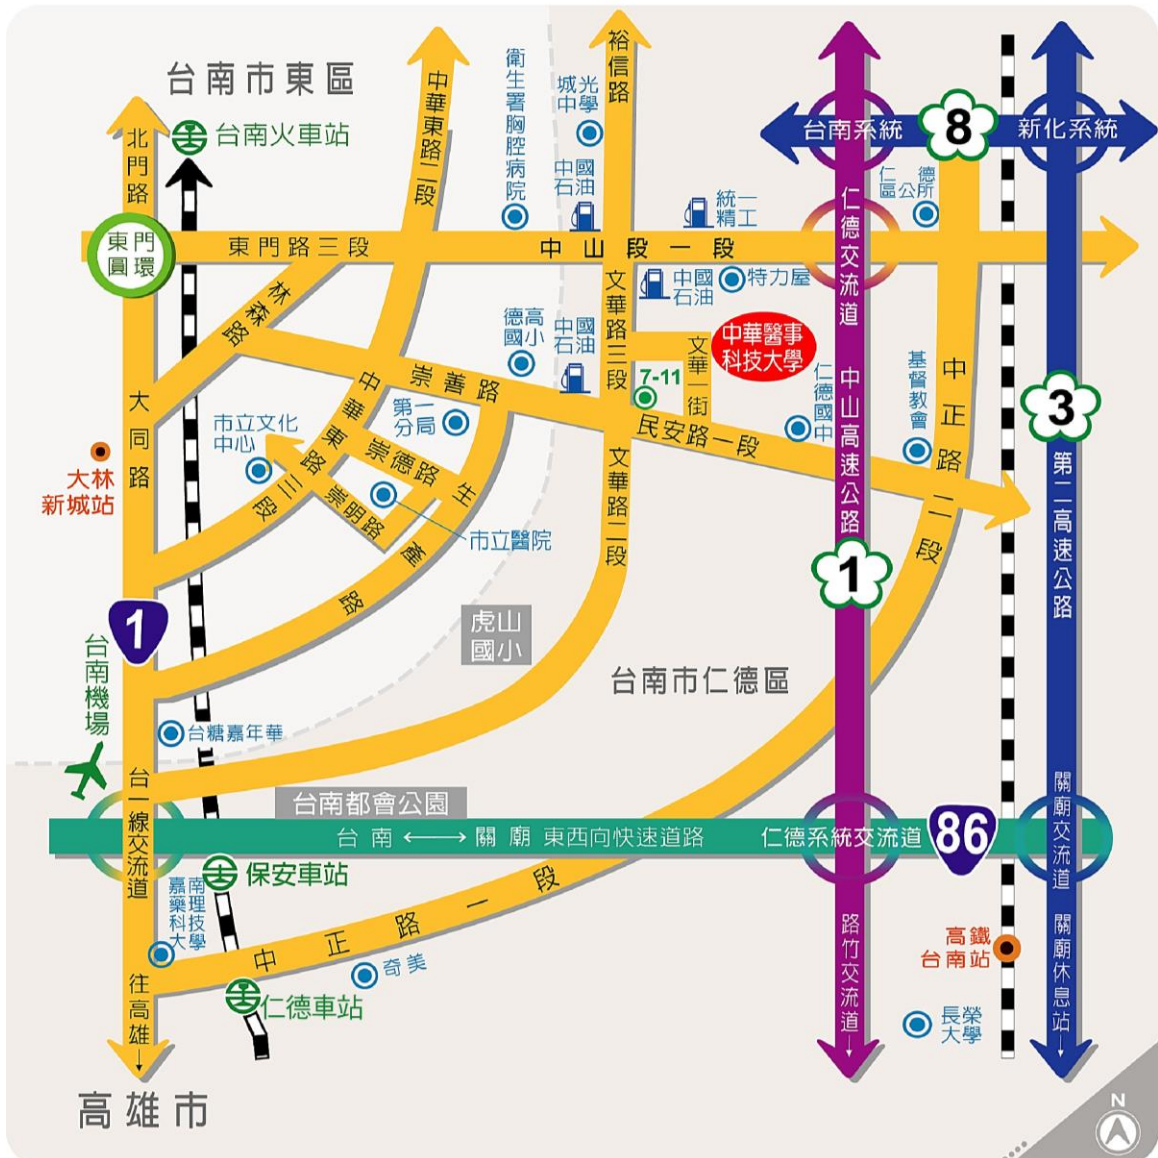 台南市東區
北門路
台南火車站
中華東路二段
衛生署胸腔病院
城光
中學
裕信路
中國
石油
統一
精工
台南系統
8
新化系統
仁德
區公所
東門
圓環
東門路三段
中山段一段
仁德交流道
林森路
德高
國小
中國
石油
文華路三段
中國
石油
特力屋
中華醫事
科技大學
文華一街
7-11
仁德國中
中山高速公路
基督教會
中正路二段
3
大同路
中華東路三段
崇善路
民安路一段
市立文化
中心
第一
分局
崇德路
崇明路
生產路
市立醫院
大林
新城站
文華路二段
第二高速公路
1
1
台南機場
虎山
國小
台南市仁德區
台糖嘉年華
台一線交流道
台南都會公園
台南 ←→ 關廟 東西向快速道路
仁德系統交流道
86
關廟交流道
保安車站
嘉南
藥理
科技
大學
中正路一段
奇美
仁德車站
往高雄↓
路竹交流道↓
高鐵
台南站
關廟休息站↓
長榮
大學
高雄市
N